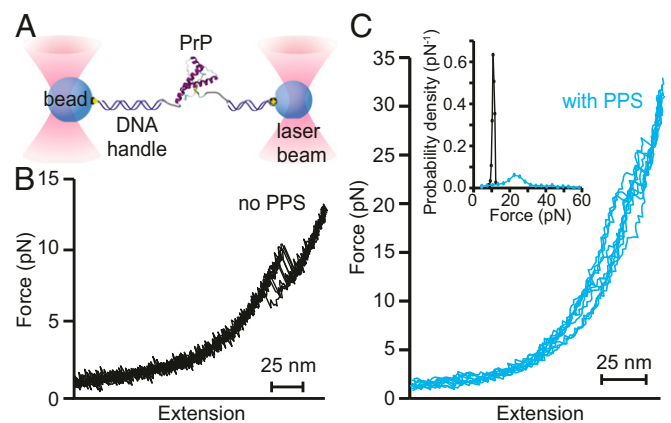 A
PrP
bead
DNA
handle
laser
beam
B
15
10
5
0
Force (pN)
no PPS
25 nm
Extension
C
35
30
25
20
15
10
5
0
Force (pN)
with PPS
Probability density (pN⁻¹)
0.6
0.4
0.2
0.0
0 20 40 60
Force (pN)
25 nm
Extension